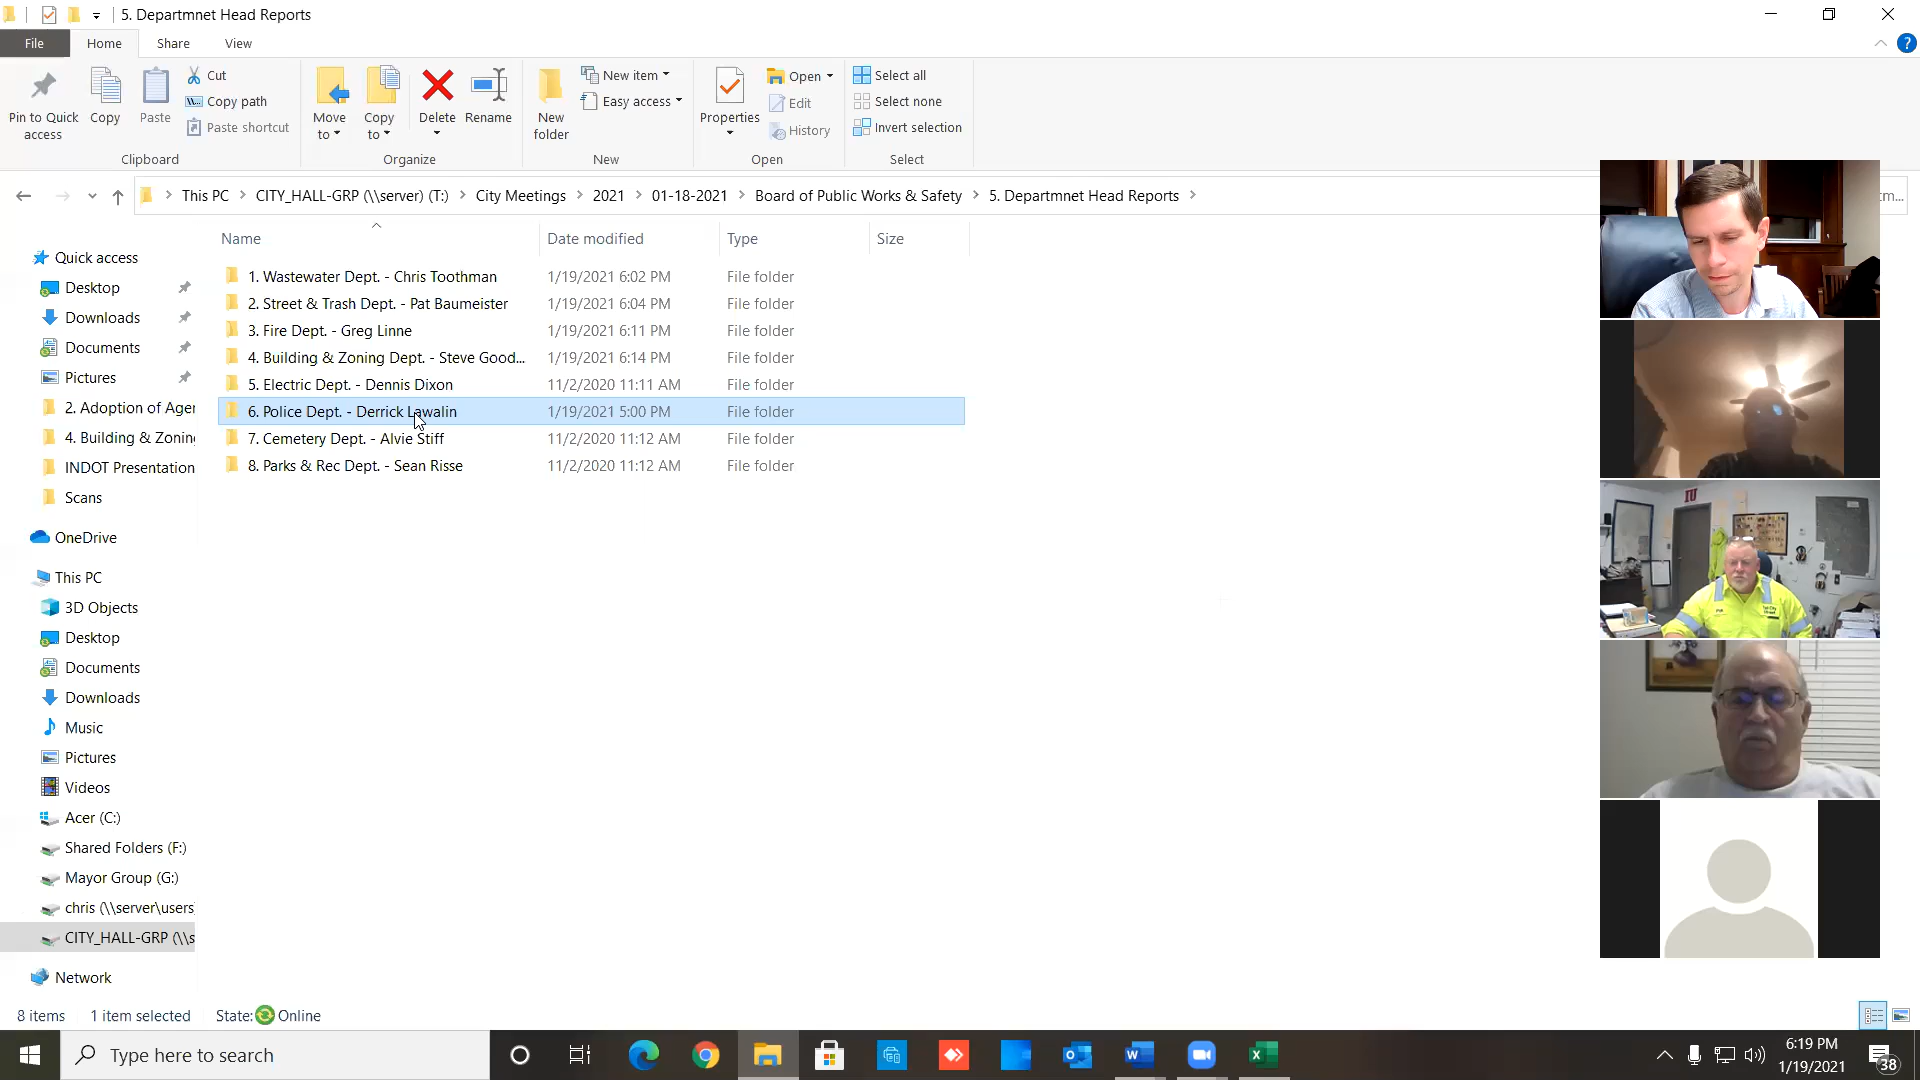 5. Departmnet Head Reports
File
Home
Share
View
Pin to Quick access
Copy
Paste
Cut
Copy path
Paste shortcut
Clipboard
Move to
Copy to
Delete
Rename
Organize
New folder
New item
Easy access
New
Properties
Open
Edit
History
Open
Select all
Select none
Invert selection
Select
This PC
CITY_HALL-GRP (\\server) (T:)
City Meetings
2021
01-18-2021
Board of Public Works & Safety
5. Departmnet Head Reports
Name Date modified Type Size
1. Wastewater Dept. - Chris Toothman 1/19/2021 6:02 PM File folder
2. Street & Trash Dept. - Pat Baumeister 1/19/2021 6:04 PM File folder
3. Fire Dept. - Greg Linne 1/19/2021 6:11 PM File folder
4. Building & Zoning Dept. - Steve Good... 1/19/2021 6:14 PM File folder
5. Electric Dept. - Dennis Dixon 11/2/2020 11:11 AM File folder
6. Police Dept. - Derrick Lawalin 1/19/2021 5:00 PM File folder
7. Cemetery Dept. - Alvie Stiff 11/2/2020 11:12 AM File folder
8. Parks & Rec Dept. - Sean Risse 11/2/2020 11:12 AM File folder
Quick access
Desktop
Downloads
Documents
Pictures
2. Adoption of Ager
4. Building & Zoning
INDOT Presentation
Scans
OneDrive
This PC
3D Objects
Desktop
Documents
Downloads
Music
Pictures
Videos
Acer (C:)
Shared Folders (F:)
Mayor Group (G:)
chris (\\server\users
CITY_HALL-GRP (\\s
Network
IU
8 items 1 item selected State: Online
Type here to search
6:19 PM
1/19/2021
38